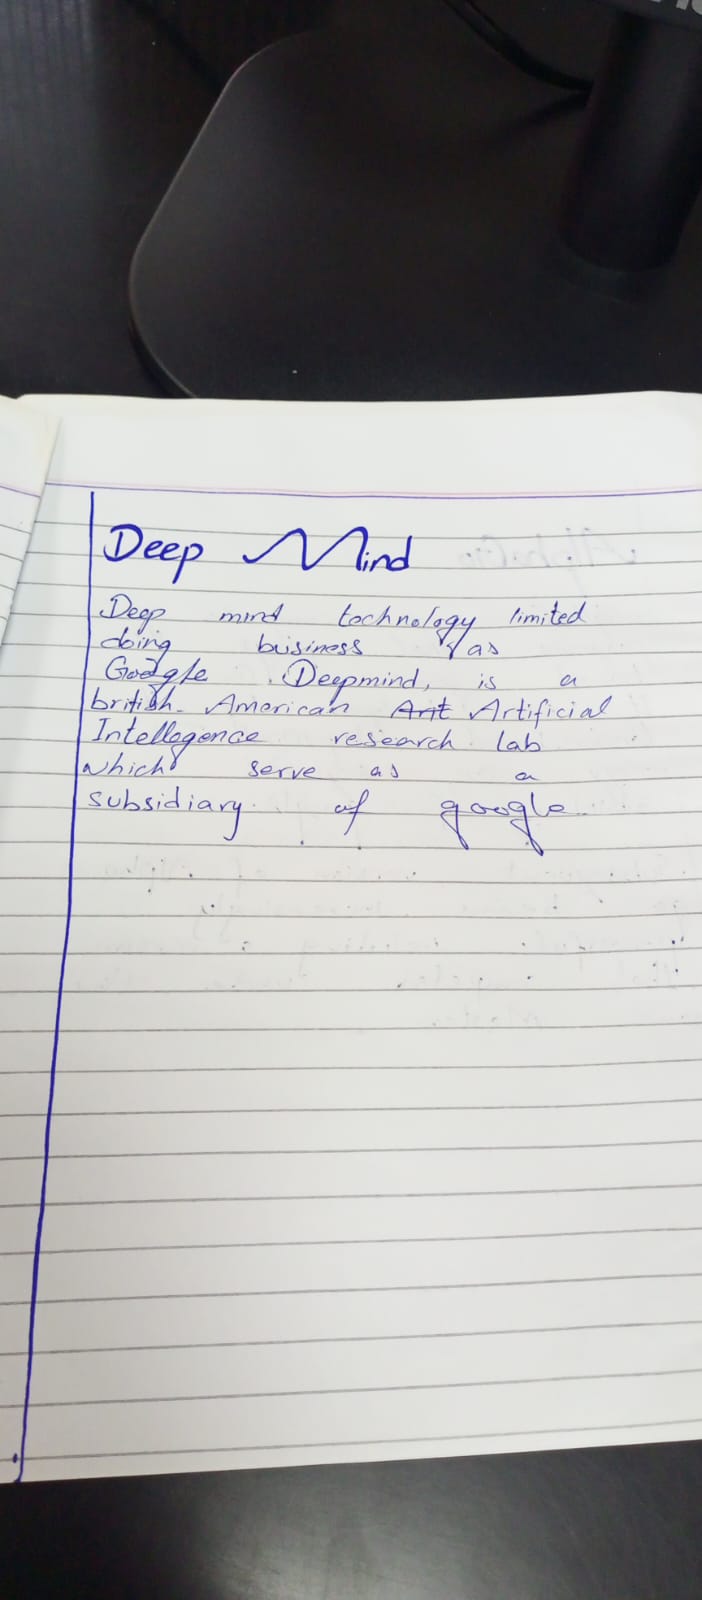 Deep Mind
Deep mind technology limited
doing business as
Google Deepmind, is a
british-American Art Artificial
Intellegence research lab
which serve as a
subsidiary of google